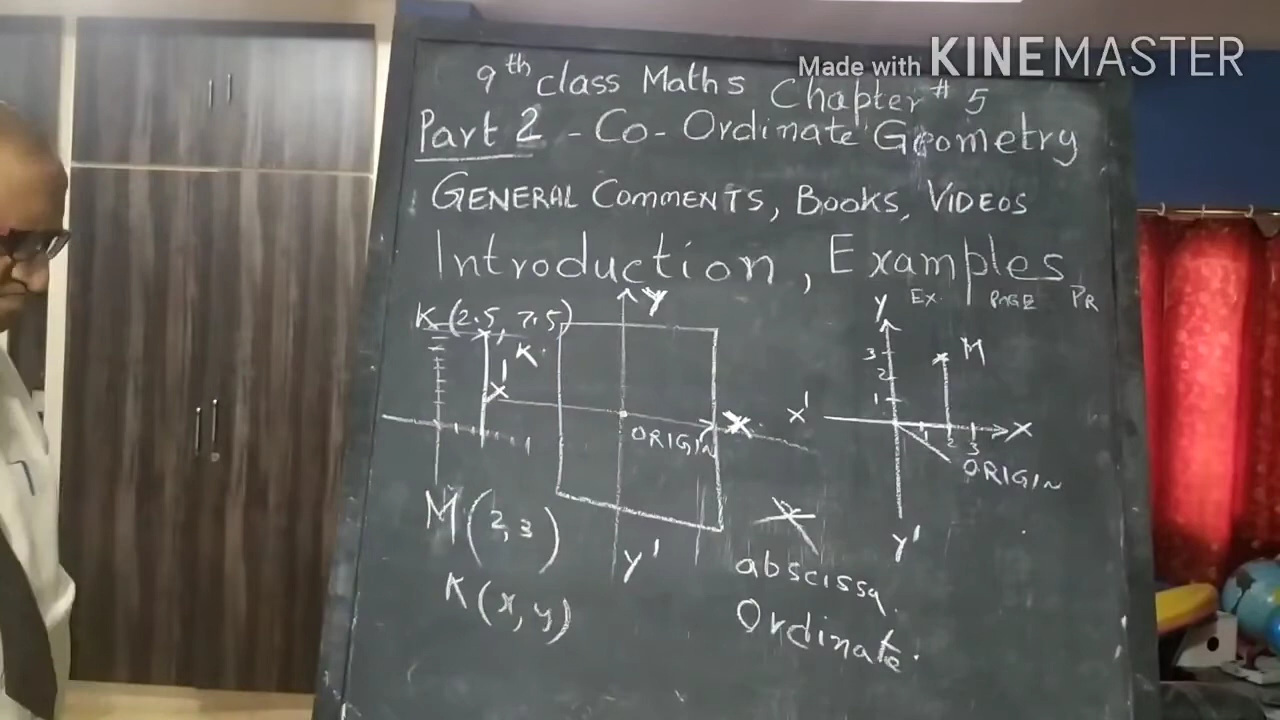 Made with KINEMASTER
9th class Maths Chapter # 5
Part 2 - Co-Ordinate Geometry
GENERAL COMMENTS, BOOKS, VIDEOS
Introduction, Examples
EX. PAGE PR
K (2.5, 7.5)
K
1
X'
Y
X
ORIGIN
Y'
Y
3
2
1
M
X'
X
1
2
3
ORIGIN
Y'
M (2, 3)
K (x, y)
abscissa.
Ordinate.